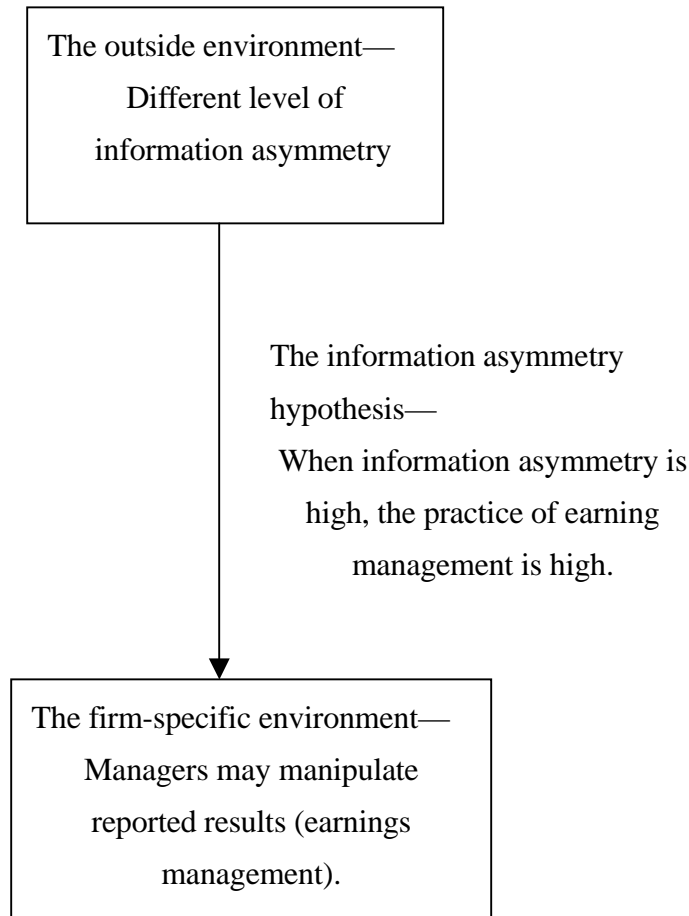 The outside environment—
Different level of
information asymmetry
The information asymmetry
hypothesis—
When information asymmetry is
high, the practice of earning
management is high.
The firm-specific environment—
Managers may manipulate
reported results (earnings
management).